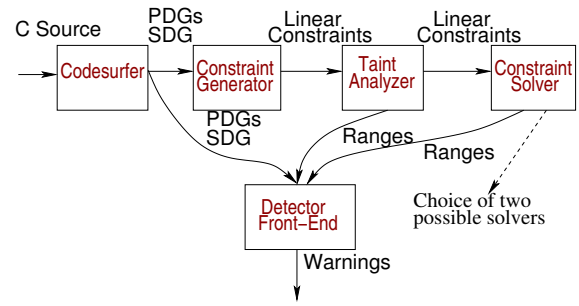 C Source
PDGs
SDG
Linear
Constraints
Linear
Constraints
Codesurfer
Constraint
Generator
Taint
Analyzer
Constraint
Solver
PDGs
SDG
Ranges
Ranges
Choice of two
possible solvers
Detector
Front-End
Warnings